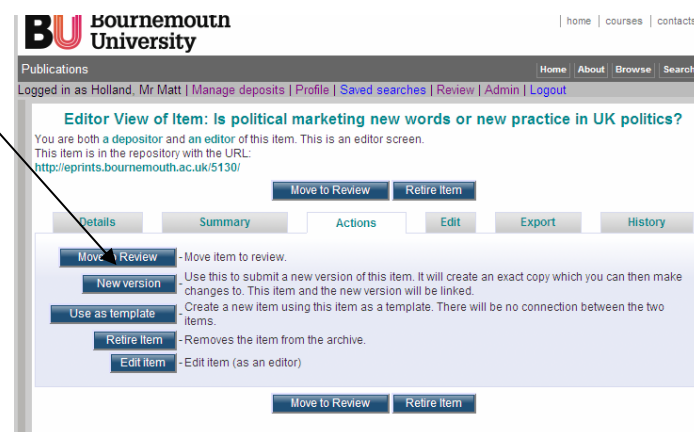 BU Bournemouth University
home | courses | contacts
Publications
Home About Browse Search
Logged in as Holland, Mr Matt | Manage deposits | Profile | Saved searches | Review | Admin | Logout
Editor View of Item: Is political marketing new words or new practice in UK politics?
You are both a depositor and an editor of this item. This is an editor screen.
This item is in the repository with the URL:
http://eprints.bournemouth.ac.uk/5130/
Move to Review Retire Item
Details Summary Actions Edit Export History
Move to Review - Move item to review.
New version - Use this to submit a new version of this item. It will create an exact copy which you can then make
changes to. This item and the new version will be linked.
Use as template - Create a new item using this item as a template. There will be no connection between the two
items.
Retire Item - Removes the item from the archive.
Edit item - Edit item (as an editor)
Move to Review Retire Item